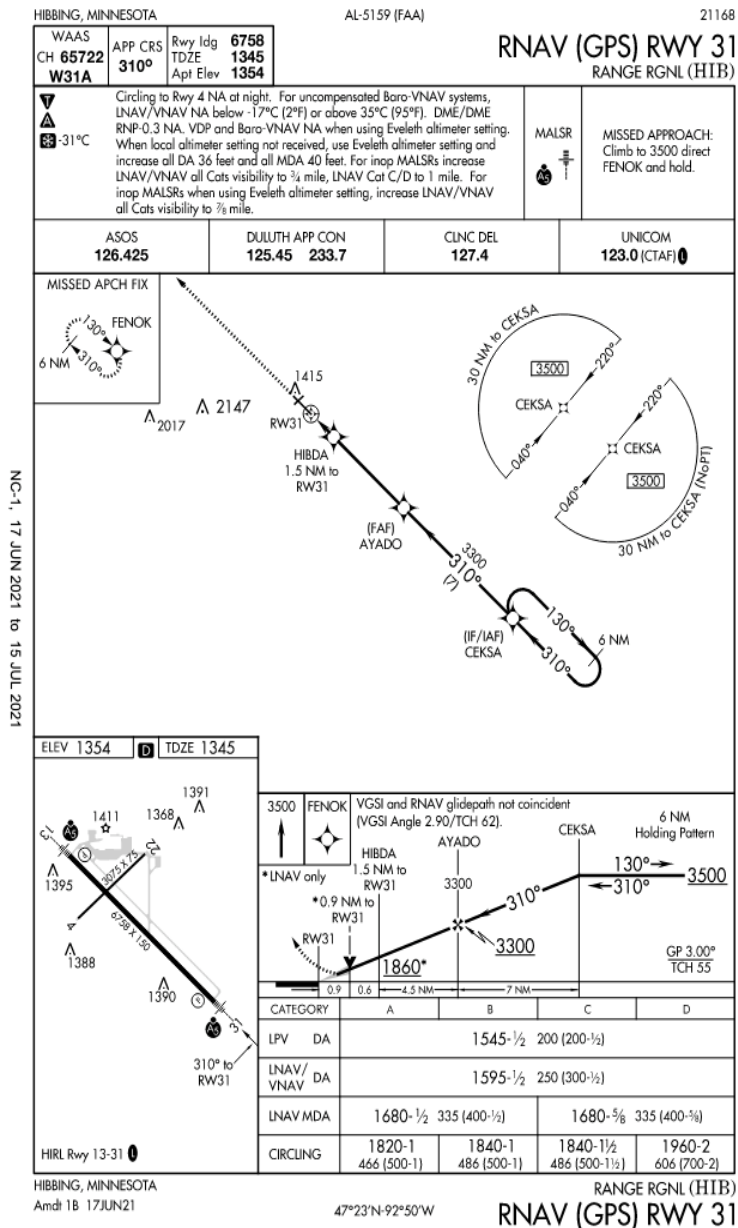 HIBBING, MINNESOTA
AL-5159 (FAA)
21168
WAAS
CH 65722
W31A
APP CRS
310°
Rwy ldg 6758
TDZE 1345
Apt Elev 1354
RNAV (GPS) RWY 31
RANGE RGNL (HIB)
T
A
-31°C
Circling to Rwy 4 NA at night. For uncompensated Baro-VNAV systems,
LNAV/VNAV NA below -17°C (2°F) or above 35°C (95°F). DME/DME
RNP-0.3 NA. VDP and Baro-VNAV NA when using Eveleth altimeter setting.
When local altimeter setting not received, use Eveleth altimeter setting and
increase all DA 36 feet and all MDA 40 feet. For inop MALSRs increase
LNAV/VNAV all Cats visibility to ¾ mile, LNAV Cat C/D to 1 mile. For
inop MALSRs when using Eveleth altimeter setting, increase LNAV/VNAV
all Cats visibility to ⅞ mile.
MALSR
A5
MISSED APPROACH:
Climb to 3500 direct
FENOK and hold.
ASOS
126.425
DULUTH APP CON
125.45 233.7
CLNC DEL
127.4
UNICOM
123.0 (CTAF) L
MISSED APCH FIX
FENOK
130°
310°
6 NM
2017
2147
1415
RW31
HIBDA
1.5 NM to
RW31
(FAF)
AYADO
3300
310°
(7)
(IF/IAF)
CEKSA
130°
310°
6 NM
30 NM to CEKSA
3500
220°
CEKSA
040°
220°
CEKSA
3500
040°
30 NM to CEKSA (NoPT)
NC-1, 17 JUN 2021 to 15 JUL 2021
ELEV 1354
D
TDZE 1345
1391
1368
1411
A5
13
22
P
3075 X 75
1395
4
6758 X 150
1388
1390
P
A5
31
310° to
RW31
HIRL Rwy 13-31 L
3500
FENOK
VGSI and RNAV glidepath not coincident
(VGSI Angle 2.90/TCH 62).
*LNAV only
HIBDA
1.5 NM to
RW31
*0.9 NM to
RW31
RW31
AYADO
3300
CEKSA
6 NM
Holding Pattern
130°
310°
3500
310°
3300
1860*
GP 3.00°
TCH 55
0.9
0.6
4.5 NM
7 NM
CATEGORY A B C D
LPV DA 1545-½ 200 (200-½)
LNAV/
VNAV DA 1595-½ 250 (300-½)
LNAV MDA 1680-½ 335 (400-½) 1680-⅝ 335 (400-⅝)
CIRCLING 1820-1 1840-1 1840-1½ 1960-2
466 (500-1) 486 (500-1) 486 (500-1½) 606 (700-2)
HIBBING, MINNESOTA
Amdt 1B 17JUN21
47°23'N-92°50'W
RANGE RGNL (HIB)
RNAV (GPS) RWY 31